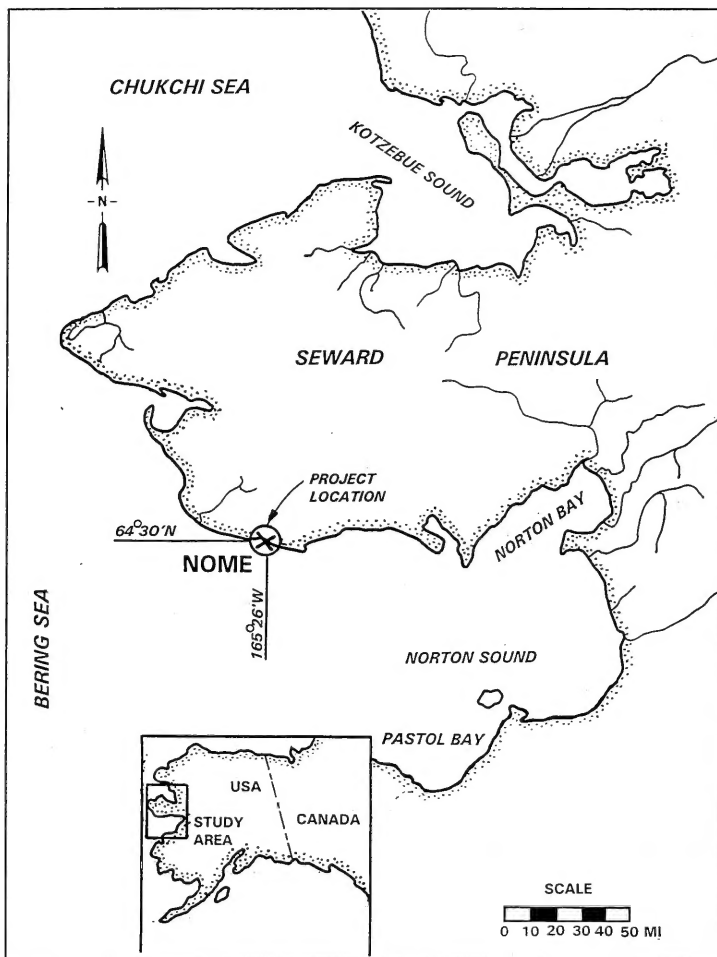 CHUKCHI SEA
KOTZEBUE SOUND
-N-
SEWARD PENINSULA
PROJECT
LOCATION
NORTON BAY
64°30'N
NOME
165°26'W
BERING SEA
NORTON SOUND
PASTOL BAY
USA
STUDY
AREA
CANADA
SCALE
0 10 20 30 40 50 MI